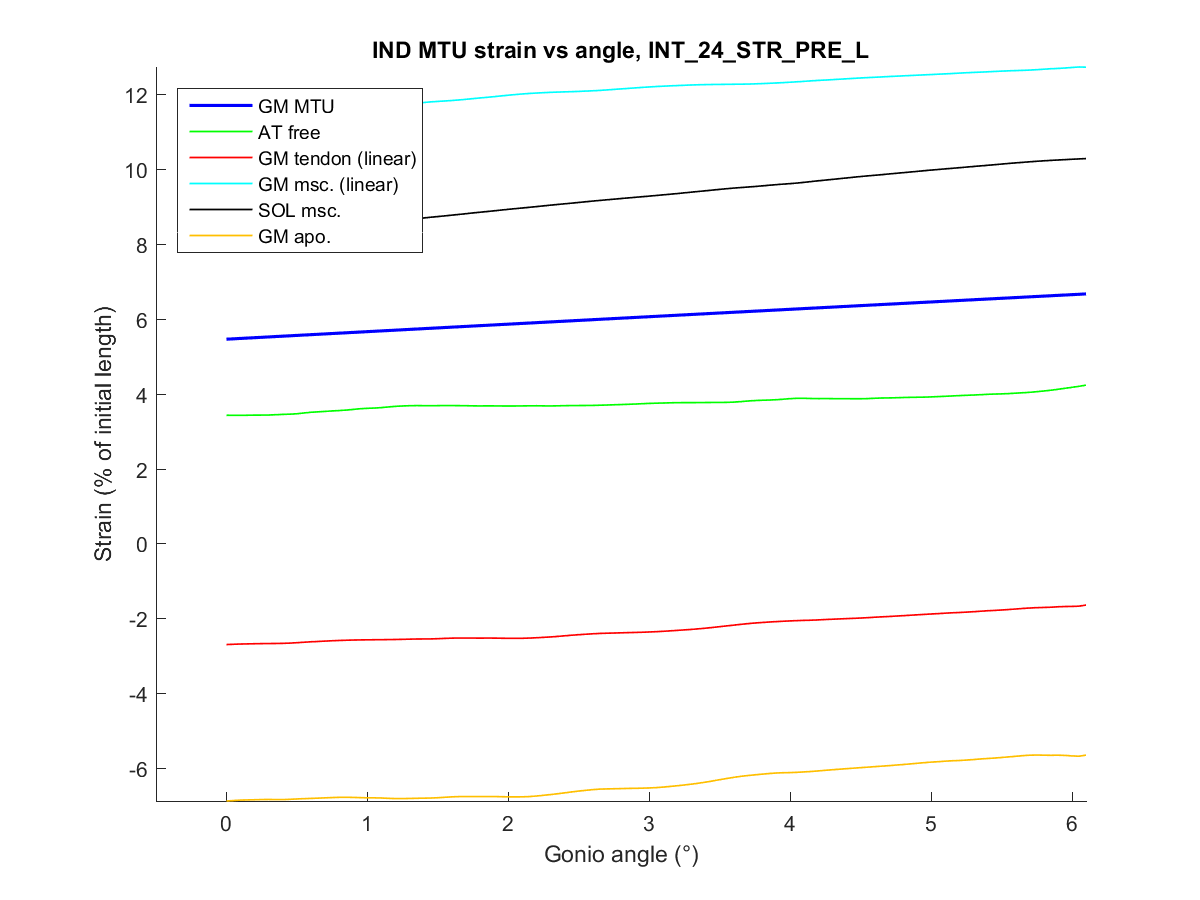 IND MTU strain vs angle, INT_24_STR_PRE_L
GM MTU
AT free
GM tendon (linear)
GM msc. (linear)
SOL msc.
GM apo.
Strain (% of initial length)
12
10
8
6
4
2
0
-2
-4
-6
0 1 2 3 4 5 6
Gonio angle (°)